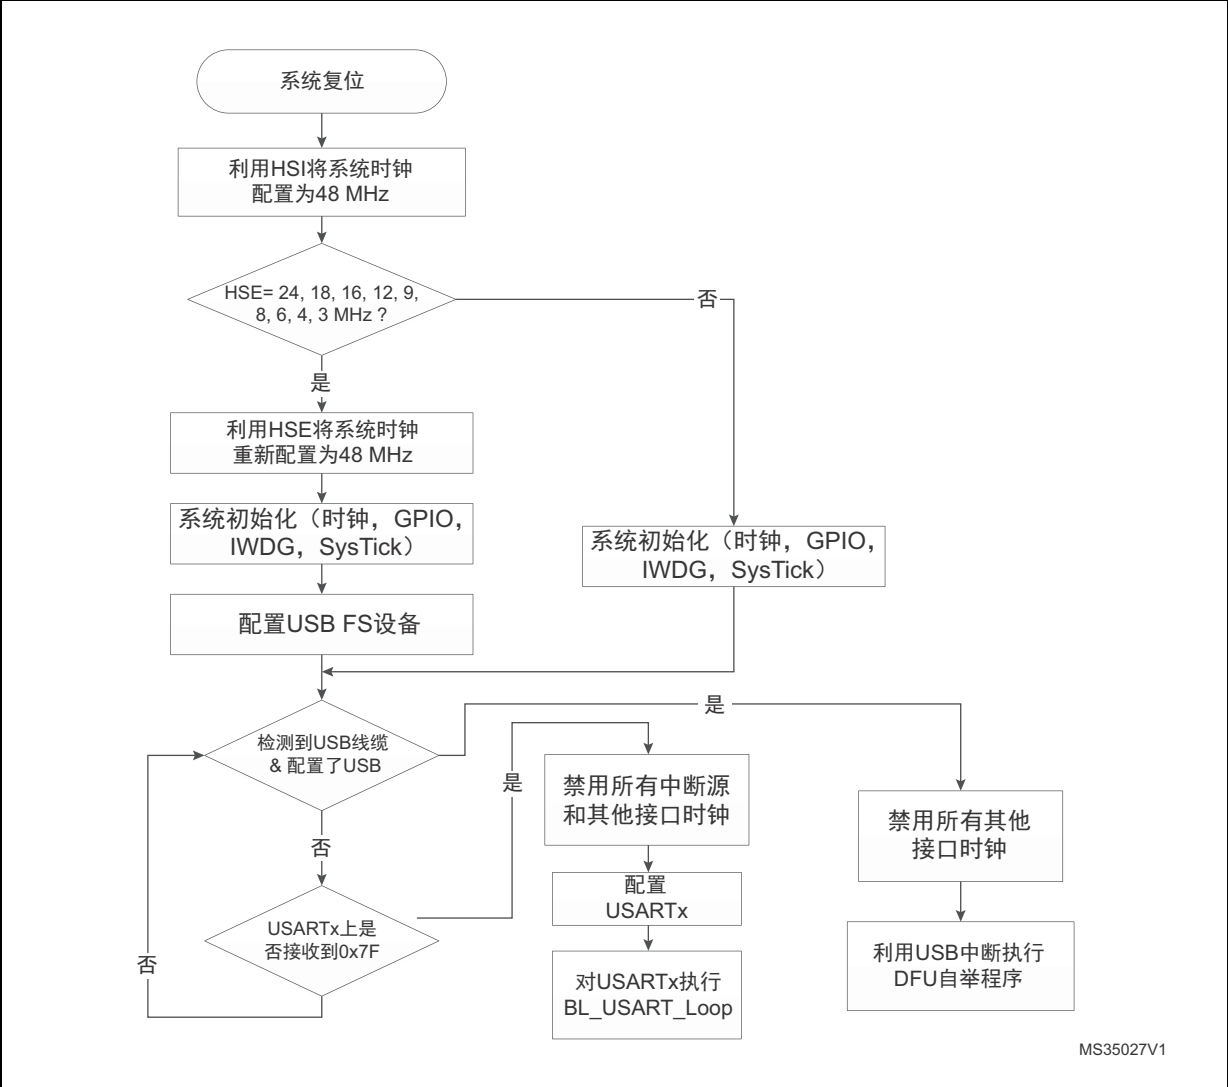 系统复位
利用HSI将系统时钟
配置为48 MHz
HSE= 24, 18, 16, 12, 9,
8, 6, 4, 3 MHz ?
否
是
利用HSE将系统时钟
重新配置为48 MHz
系统初始化（时钟，GPIO，
IWDG，SysTick）
系统初始化（时钟，GPIO，
IWDG，SysTick）
配置USB FS设备
是
检测到USB线缆
& 配置了USB
是
禁用所有中断源
和其他接口时钟
禁用所有其他
接口时钟
否
配置
USARTx
USARTx上是
否接收到0x7F
利用USB中断执行
DFU自举程序
否
对USARTx执行
BL_USART_Loop
MS35027V1